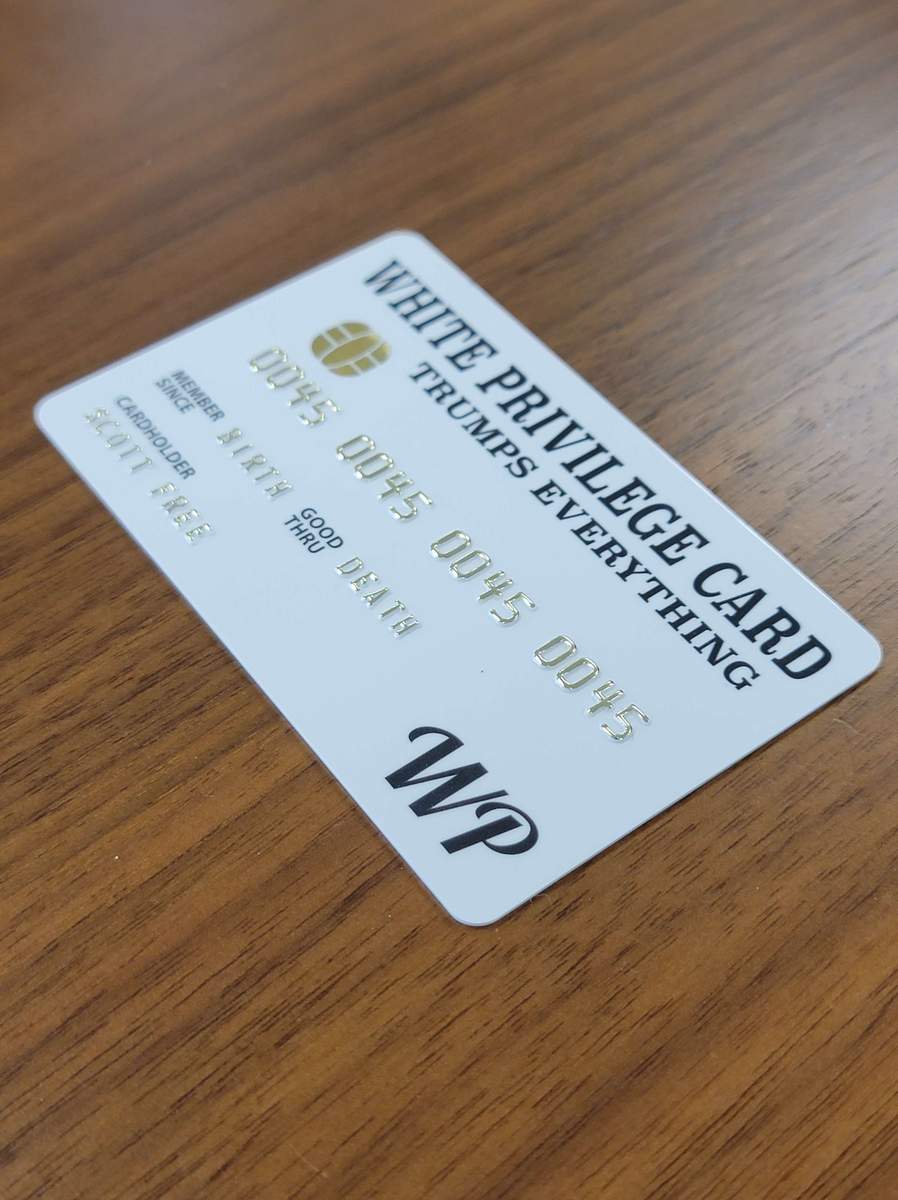 WHITE PRIVILEGE CARD
TRUMPS EVERYTHING
0045 0045 0045 0045
MEMBER
SINCE
BIRTH
GOOD
THRU
DEATH
CARDHOLDER
SCOTT FREE
WP